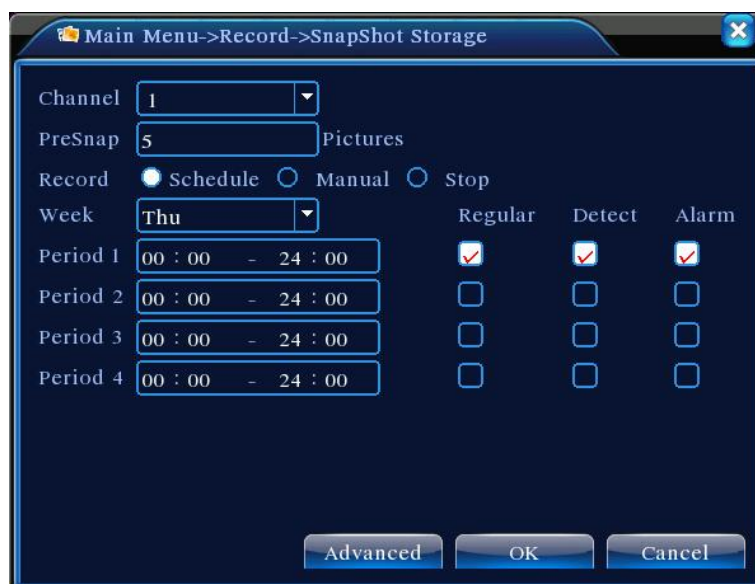 Main Menu->Record->SnapShot Storage
Channel 1
PreSnap 5 Pictures
Record Schedule Manual Stop
Week Thu Regular Detect Alarm
Period 1 00 : 00 - 24 : 00
Period 2 00 : 00 - 24 : 00
Period 3 00 : 00 - 24 : 00
Period 4 00 : 00 - 24 : 00
Advanced OK Cancel